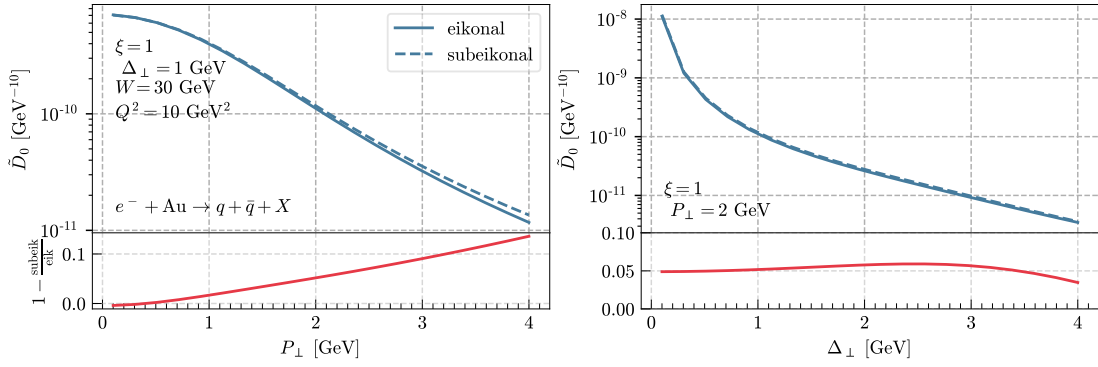 eikonal
subeikonal
ξ = 1
Δ⊥ = 1 GeV
W = 30 GeV
Q² = 10 GeV²
e⁻ + Au → q + q̄ + X
D̃₀ [GeV⁻¹⁰]
10⁻¹⁰
10⁻¹¹
1 − subeik/eik
0.1
0.0
0 1 2 3 4
P⊥ [GeV]
D̃₀ [GeV⁻¹⁰]
10⁻⁸
10⁻⁹
10⁻¹⁰
10⁻¹¹
ξ = 1
P⊥ = 2 GeV
0.10
0.05
0.00
0 1 2 3 4
Δ⊥ [GeV]